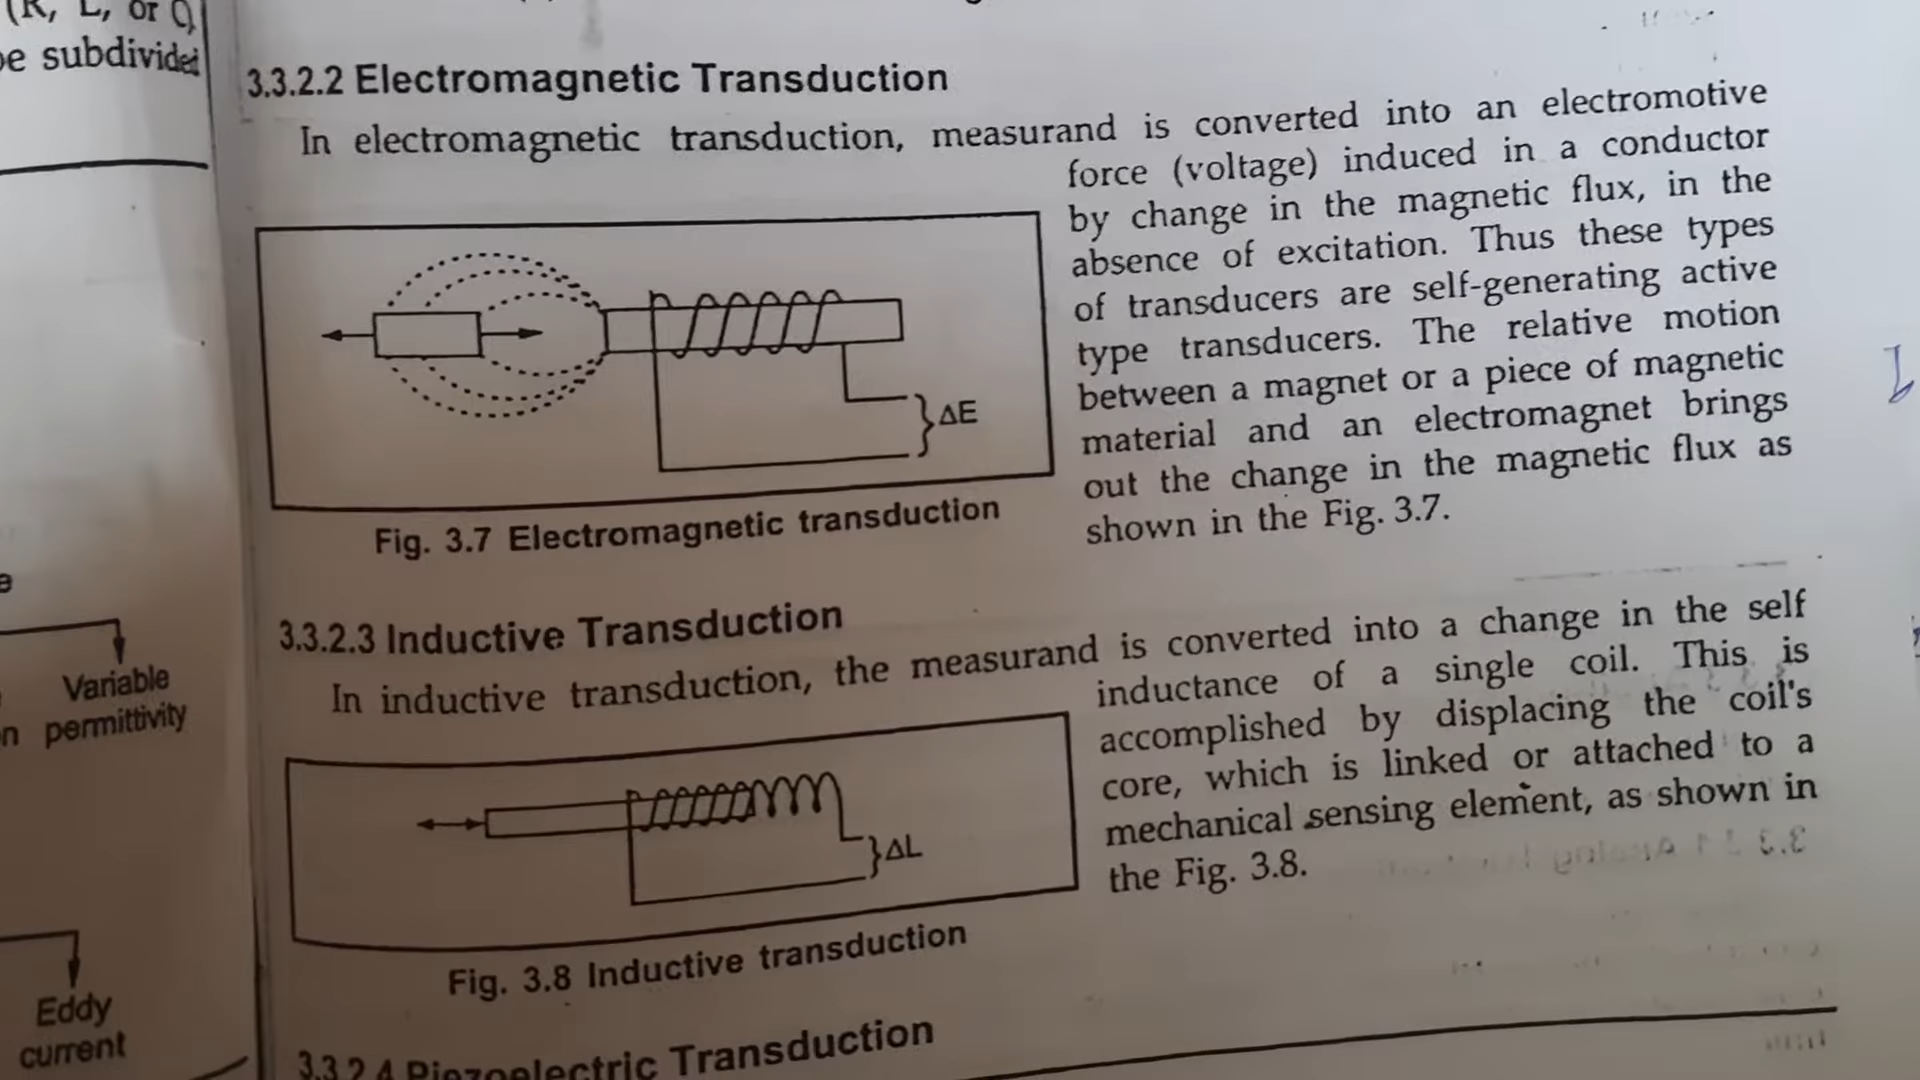 (R, L, or C)
be subdivided
Variable
permittivity
Eddy
current
3.3.2.2 Electromagnetic Transduction
In electromagnetic transduction, measurand is converted into an electromotive
force (voltage) induced in a conductor
by change in the magnetic flux, in the
absence of excitation. Thus these types
of transducers are self-generating active
type transducers. The relative motion
between a magnet or a piece of magnetic
material and an electromagnet brings
out the change in the magnetic flux as
shown in the Fig. 3.7.
ΔE
Fig. 3.7 Electromagnetic transduction
3.3.2.3 Inductive Transduction
In inductive transduction, the measurand is converted into a change in the self
inductance of a single coil. This is
accomplished by displacing the coil's
core, which is linked or attached to a
mechanical sensing element, as shown in
the Fig. 3.8.
ΔL
Fig. 3.8 Inductive transduction
3.3.2.4 Piezoelectric Transduction